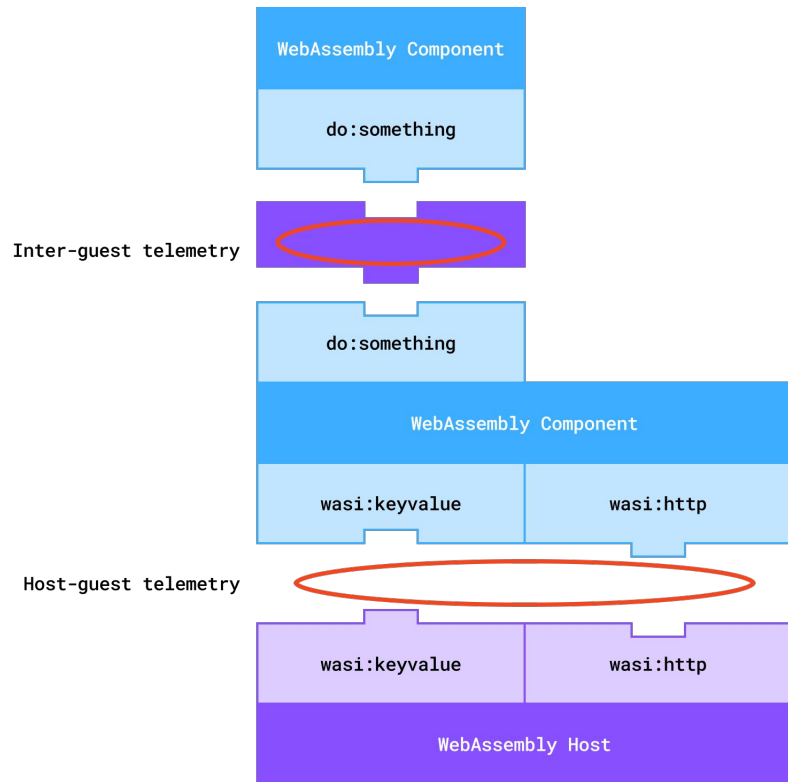 WebAssembly Component
do:something
Inter-guest telemetry
do:something
WebAssembly Component
wasi:keyvalue
wasi:http
Host-guest telemetry
wasi:keyvalue
wasi:http
WebAssembly Host